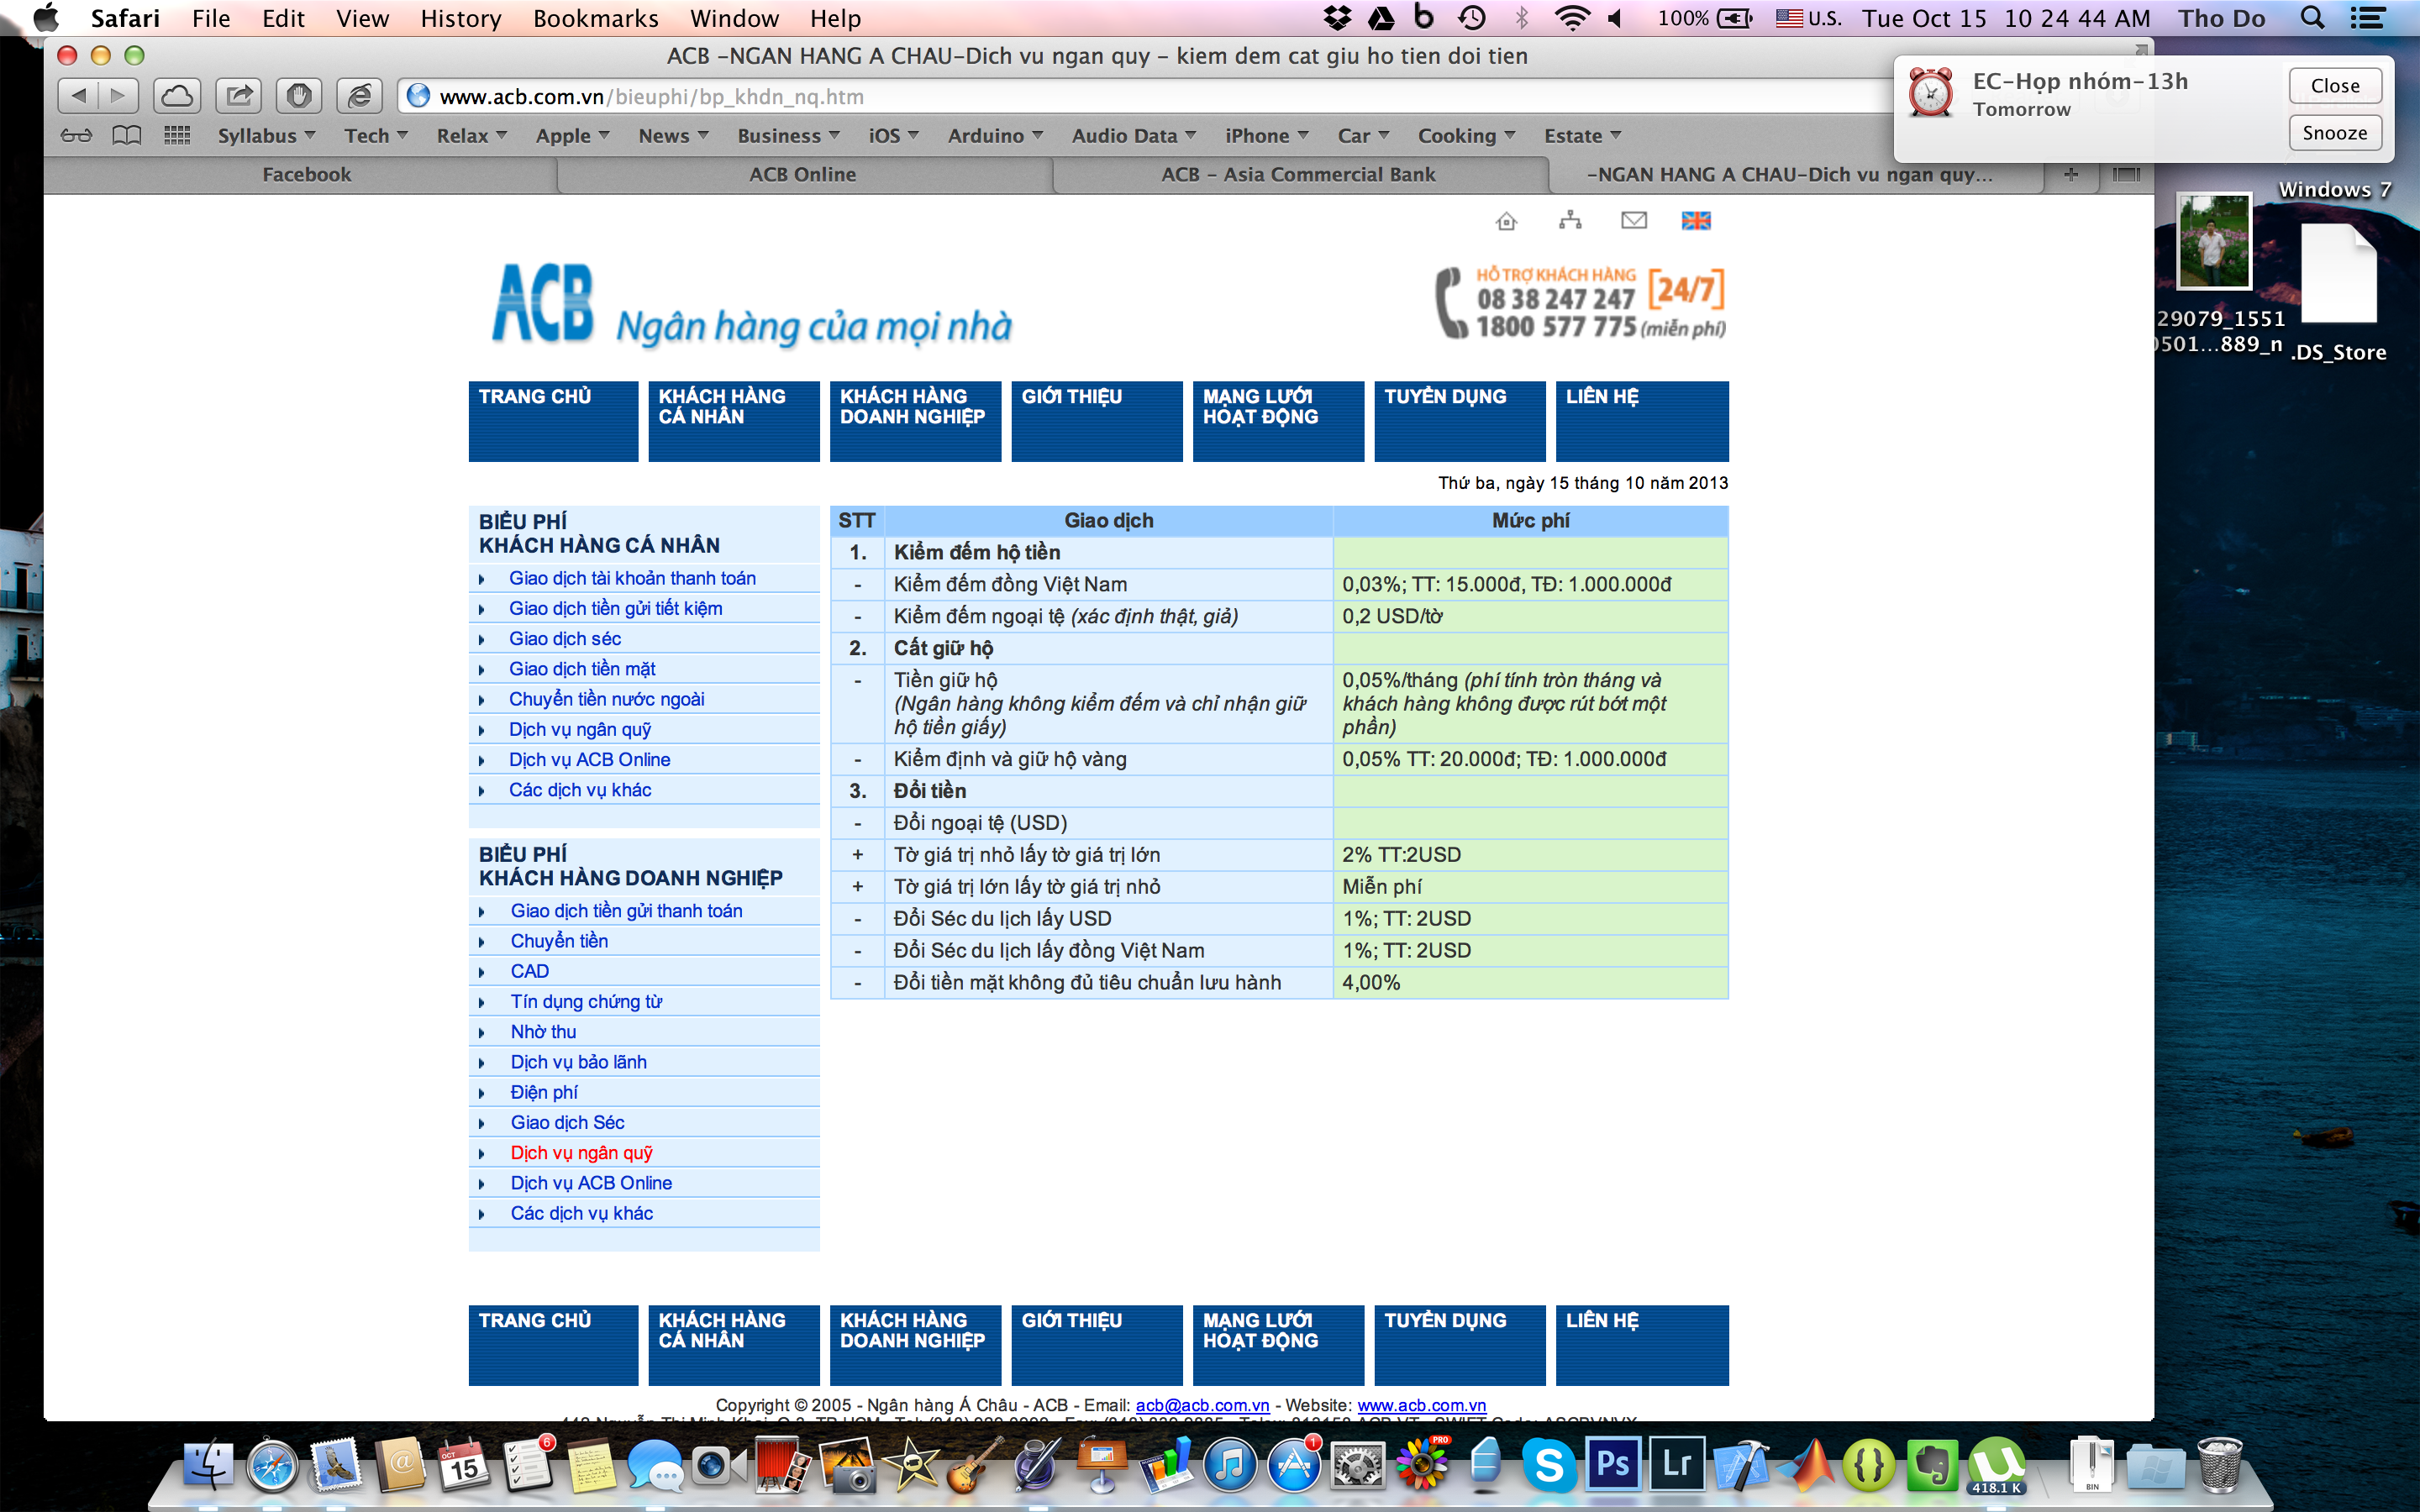 Safari File Edit View History Bookmarks Window Help 100% U.S. Tue Oct 15 10 24 44 AM Tho Do
ACB -NGAN HANG A CHAU-Dich vu ngan quy - kiem dem cat giu ho tien doi tien
www.acb.com.vn/bieuphi/bp_khdn_nq.htm
EC-Họp nhóm-13h
Tomorrow
Close
Snooze
Syllabus Tech Relax Apple News Business iOS Arduino Audio Data iPhone Car Cooking Estate
Facebook ACB Online ACB - Asia Commercial Bank -NGAN HANG A CHAU-Dich vu ngan quy...
Windows 7
29079_1551
0501...889_n
.DS_Store
ACB Ngân hàng của mọi nhà
HỖ TRỢ KHÁCH HÀNG [24/7]
08 38 247 247
1800 577 775 (miễn phí)
TRANG CHỦ
KHÁCH HÀNG
CÁ NHÂN
KHÁCH HÀNG
DOANH NGHIỆP
GIỚI THIỆU
MẠNG LƯỚI
HOẠT ĐỘNG
TUYỂN DỤNG
LIÊN HỆ
Thứ ba, ngày 15 tháng 10 năm 2013
BIỂU PHÍ
KHÁCH HÀNG CÁ NHÂN
Giao dịch tài khoản thanh toán
Giao dịch tiền gửi tiết kiệm
Giao dịch séc
Giao dịch tiền mặt
Chuyển tiền nước ngoài
Dịch vụ ngân quỹ
Dịch vụ ACB Online
Các dịch vụ khác
BIỂU PHÍ
KHÁCH HÀNG DOANH NGHIỆP
Giao dịch tiền gửi thanh toán
Chuyển tiền
CAD
Tín dụng chứng từ
Nhờ thu
Dịch vụ bảo lãnh
Điện phí
Giao dịch Séc
Dịch vụ ngân quỹ
Dịch vụ ACB Online
Các dịch vụ khác
STT Giao dịch Mức phí
1. Kiểm đếm hộ tiền
- Kiểm đếm đồng Việt Nam 0,03%; TT: 15.000đ, TĐ: 1.000.000đ
- Kiểm đếm ngoại tệ (xác định thật, giả) 0,2 USD/tờ
2. Cất giữ hộ
- Tiền giữ hộ
(Ngân hàng không kiểm đếm và chỉ nhận giữ
hộ tiền giấy)
0,05%/tháng (phí tính tròn tháng và
khách hàng không được rút bớt một
phần)
- Kiểm định và giữ hộ vàng 0,05% TT: 20.000đ; TĐ: 1.000.000đ
3. Đổi tiền
- Đổi ngoại tệ (USD)
+ Tờ giá trị nhỏ lấy tờ giá trị lớn 2% TT:2USD
+ Tờ giá trị lớn lấy tờ giá trị nhỏ Miễn phí
- Đổi Séc du lịch lấy USD 1%; TT: 2USD
- Đổi Séc du lịch lấy đồng Việt Nam 1%; TT: 2USD
- Đổi tiền mặt không đủ tiêu chuẩn lưu hành 4,00%
TRANG CHỦ
KHÁCH HÀNG
CÁ NHÂN
KHÁCH HÀNG
DOANH NGHIỆP
GIỚI THIỆU
MẠNG LƯỚI
HOẠT ĐỘNG
TUYỂN DỤNG
LIÊN HỆ
Copyright © 2005 - Ngân hàng Á Châu - ACB - Email: acb@acb.com.vn - Website: www.acb.com.vn
OCT
15
6
1
PRO
Ps
Lr
418.1 K
BIN